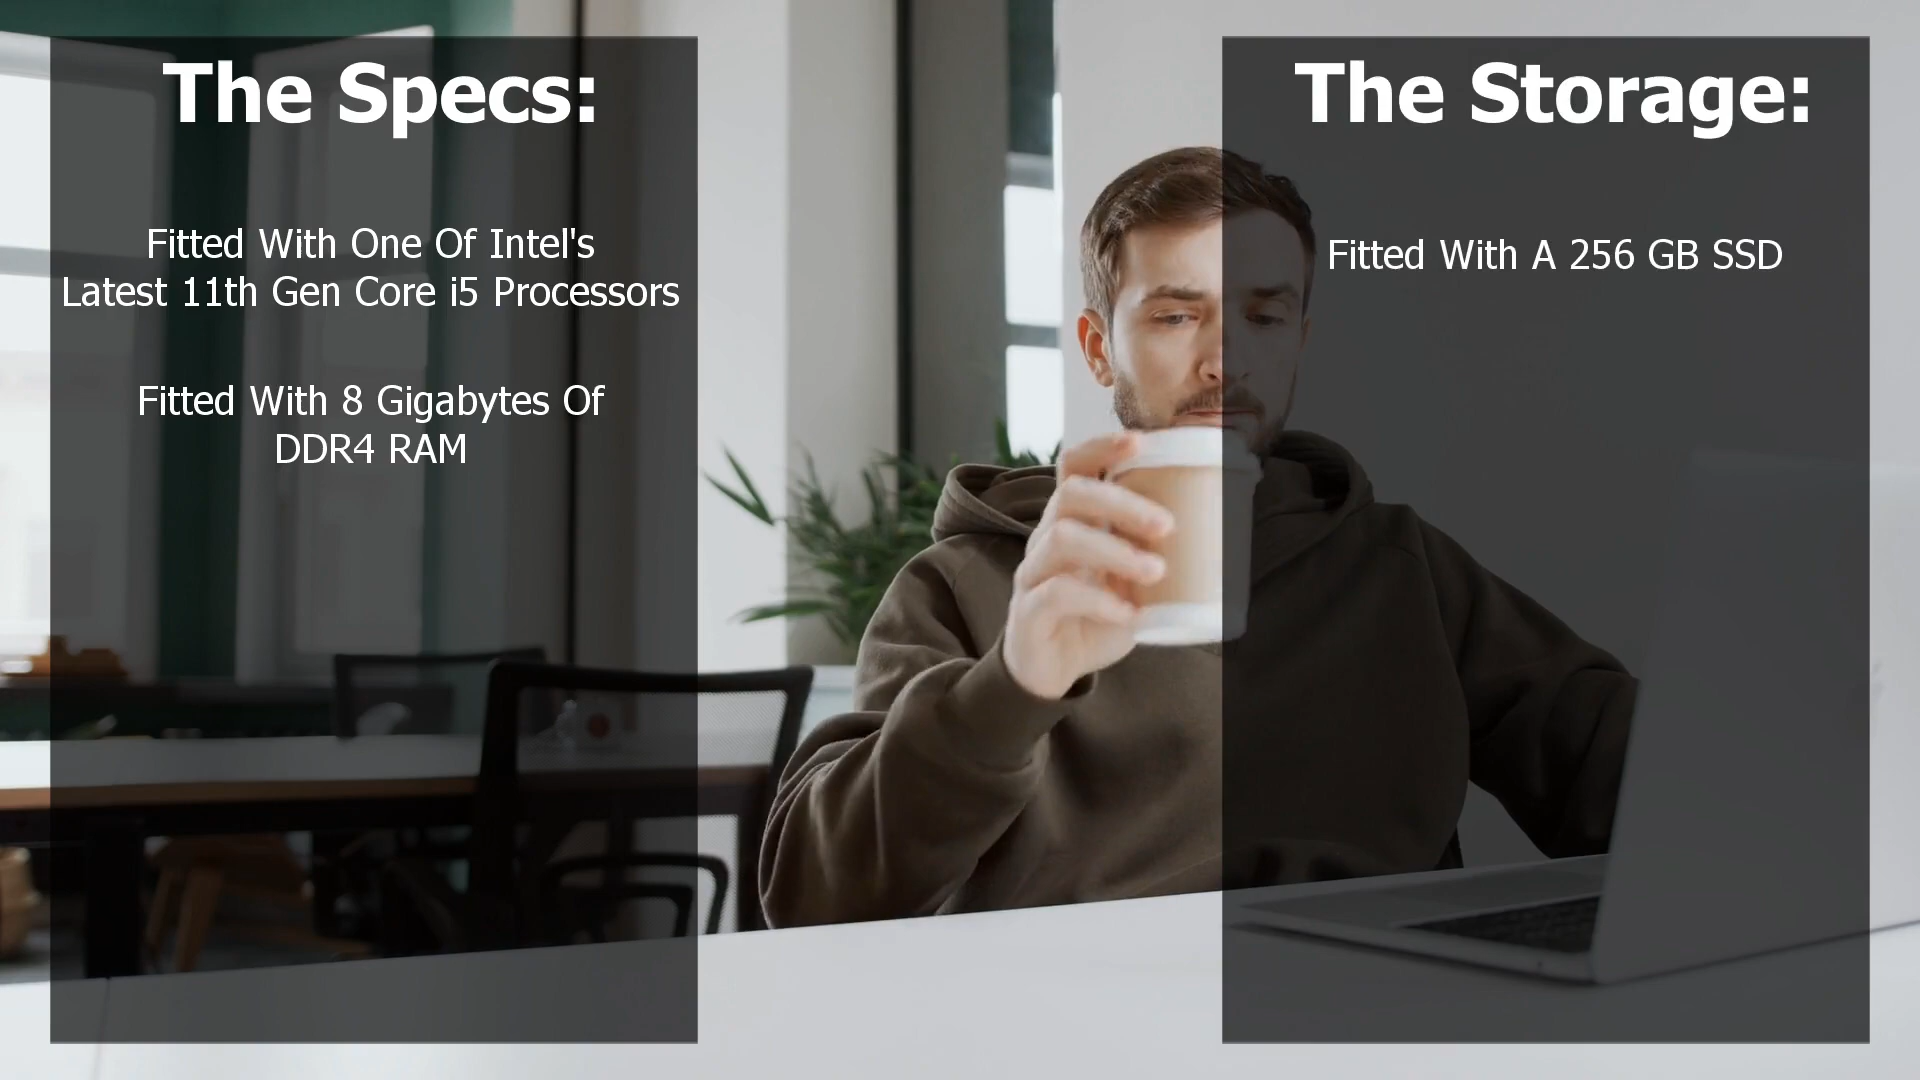 The Specs:
Fitted With One Of Intel's
Latest 11th Gen Core i5 Processors
Fitted With 8 Gigabytes Of
DDR4 RAM
The Storage:
Fitted With A 256 GB SSD